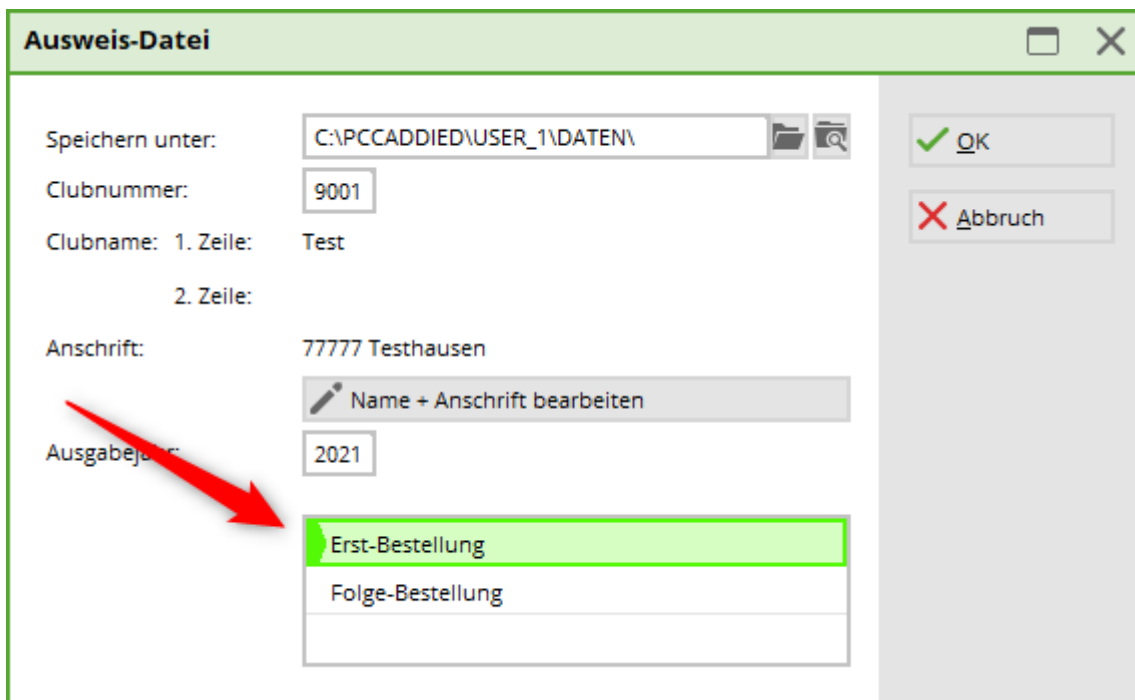 Ausweis-Datei
Speichern unter: C:\PCCADDIED\USER_1\DATEN\
OK
Clubnummer: 9001
Abbruch
Clubname: 1. Zeile: Test
2. Zeile:
Anschrift: 77777 Testhausen
Name + Anschrift bearbeiten
Ausgabejahr: 2021
Erst-Bestellung
Folge-Bestellung